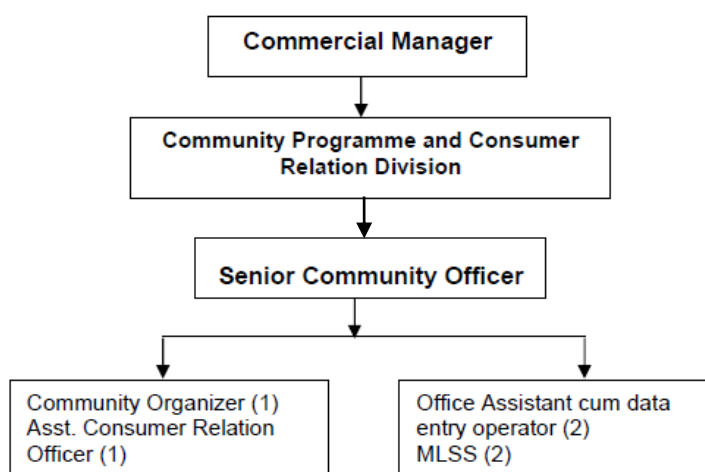 Commercial Manager
Community Programme and Consumer
Relation Division
Senior Community Officer
Community Organizer (1)
Asst. Consumer Relation
Officer (1)
Office Assistant cum data
entry operator (2)
MLSS (2)